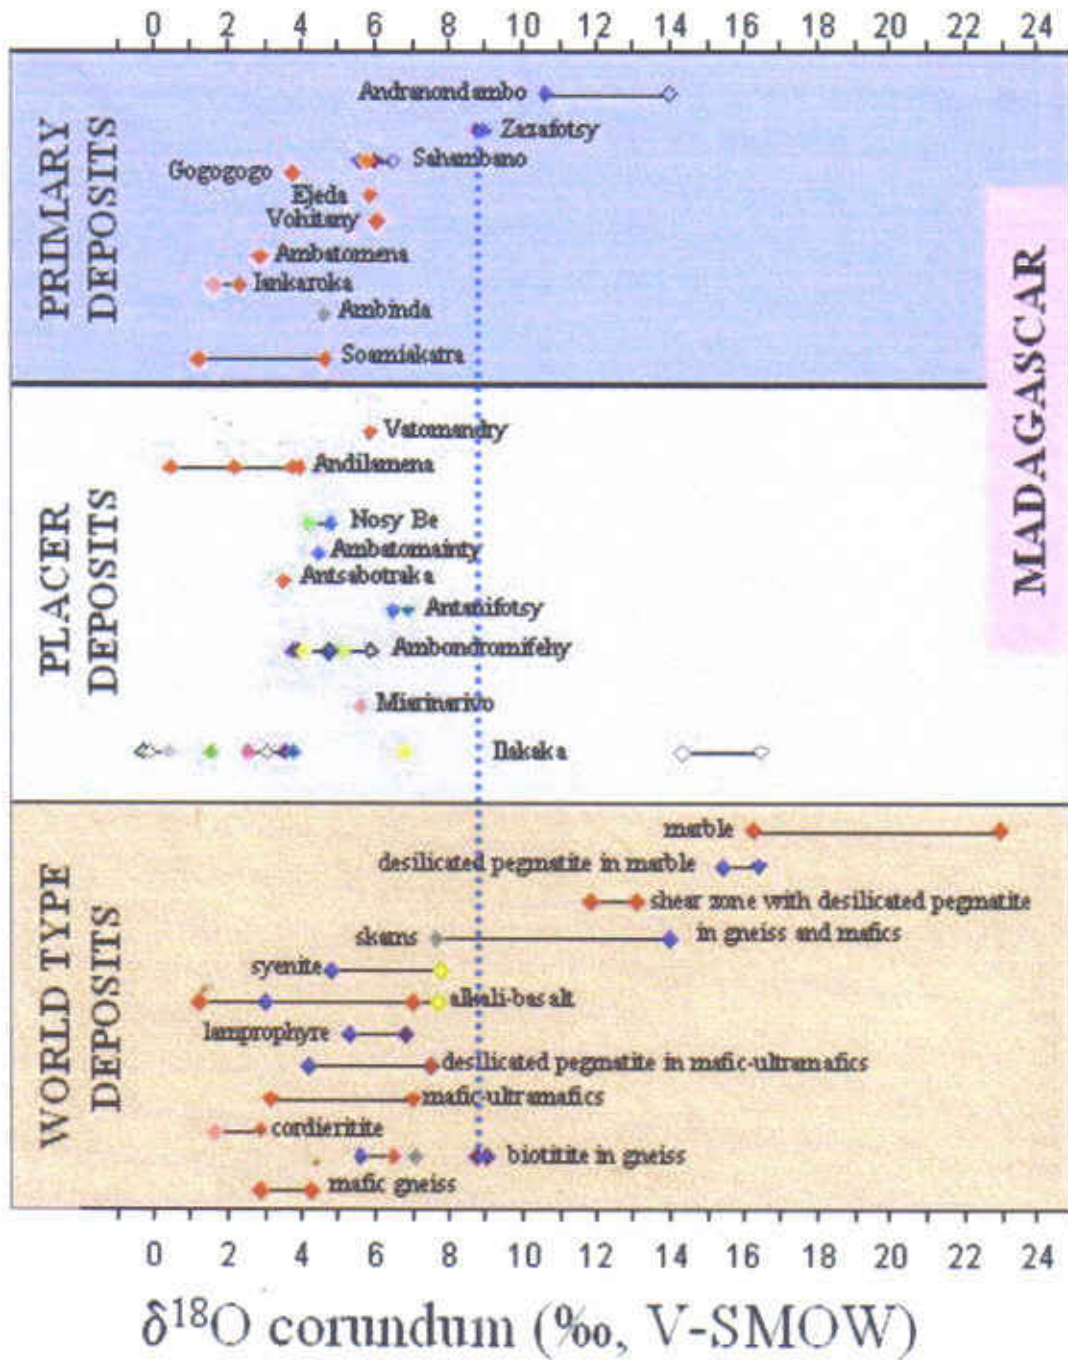 0 2 4 6 8 10 12 14 16 18 20 22 24
PRIMARY
DEPOSITS
Andranondambo
Zazafotsy
Sahambano
Gogogogo
Ejeda
Vohitany
Ambatomena
Iankaroka
Ambinda
Soamiakatra
MADAGASCAR
PLACER
DEPOSITS
Vatomandry
Andilamena
Nosy Be
Ambatomainty
Antsabotraka
Antanifotsy
Ambondromifehy
Miarinarivo
Ilakaka
WORLD TYPE
DEPOSITS
marble
desilicated pegmatite in marble
shear zone with desilicated pegmatite
in gneiss and mafics
skarns
syenite
alkali-basalt
lamprophyre
desilicated pegmatite in mafic-ultramafics
mafic-ultramafics
cordieritite
biotitite in gneiss
mafic gneiss
0 2 4 6 8 10 12 14 16 18 20 22 24
δ¹⁸O corundum (‰, V-SMOW)